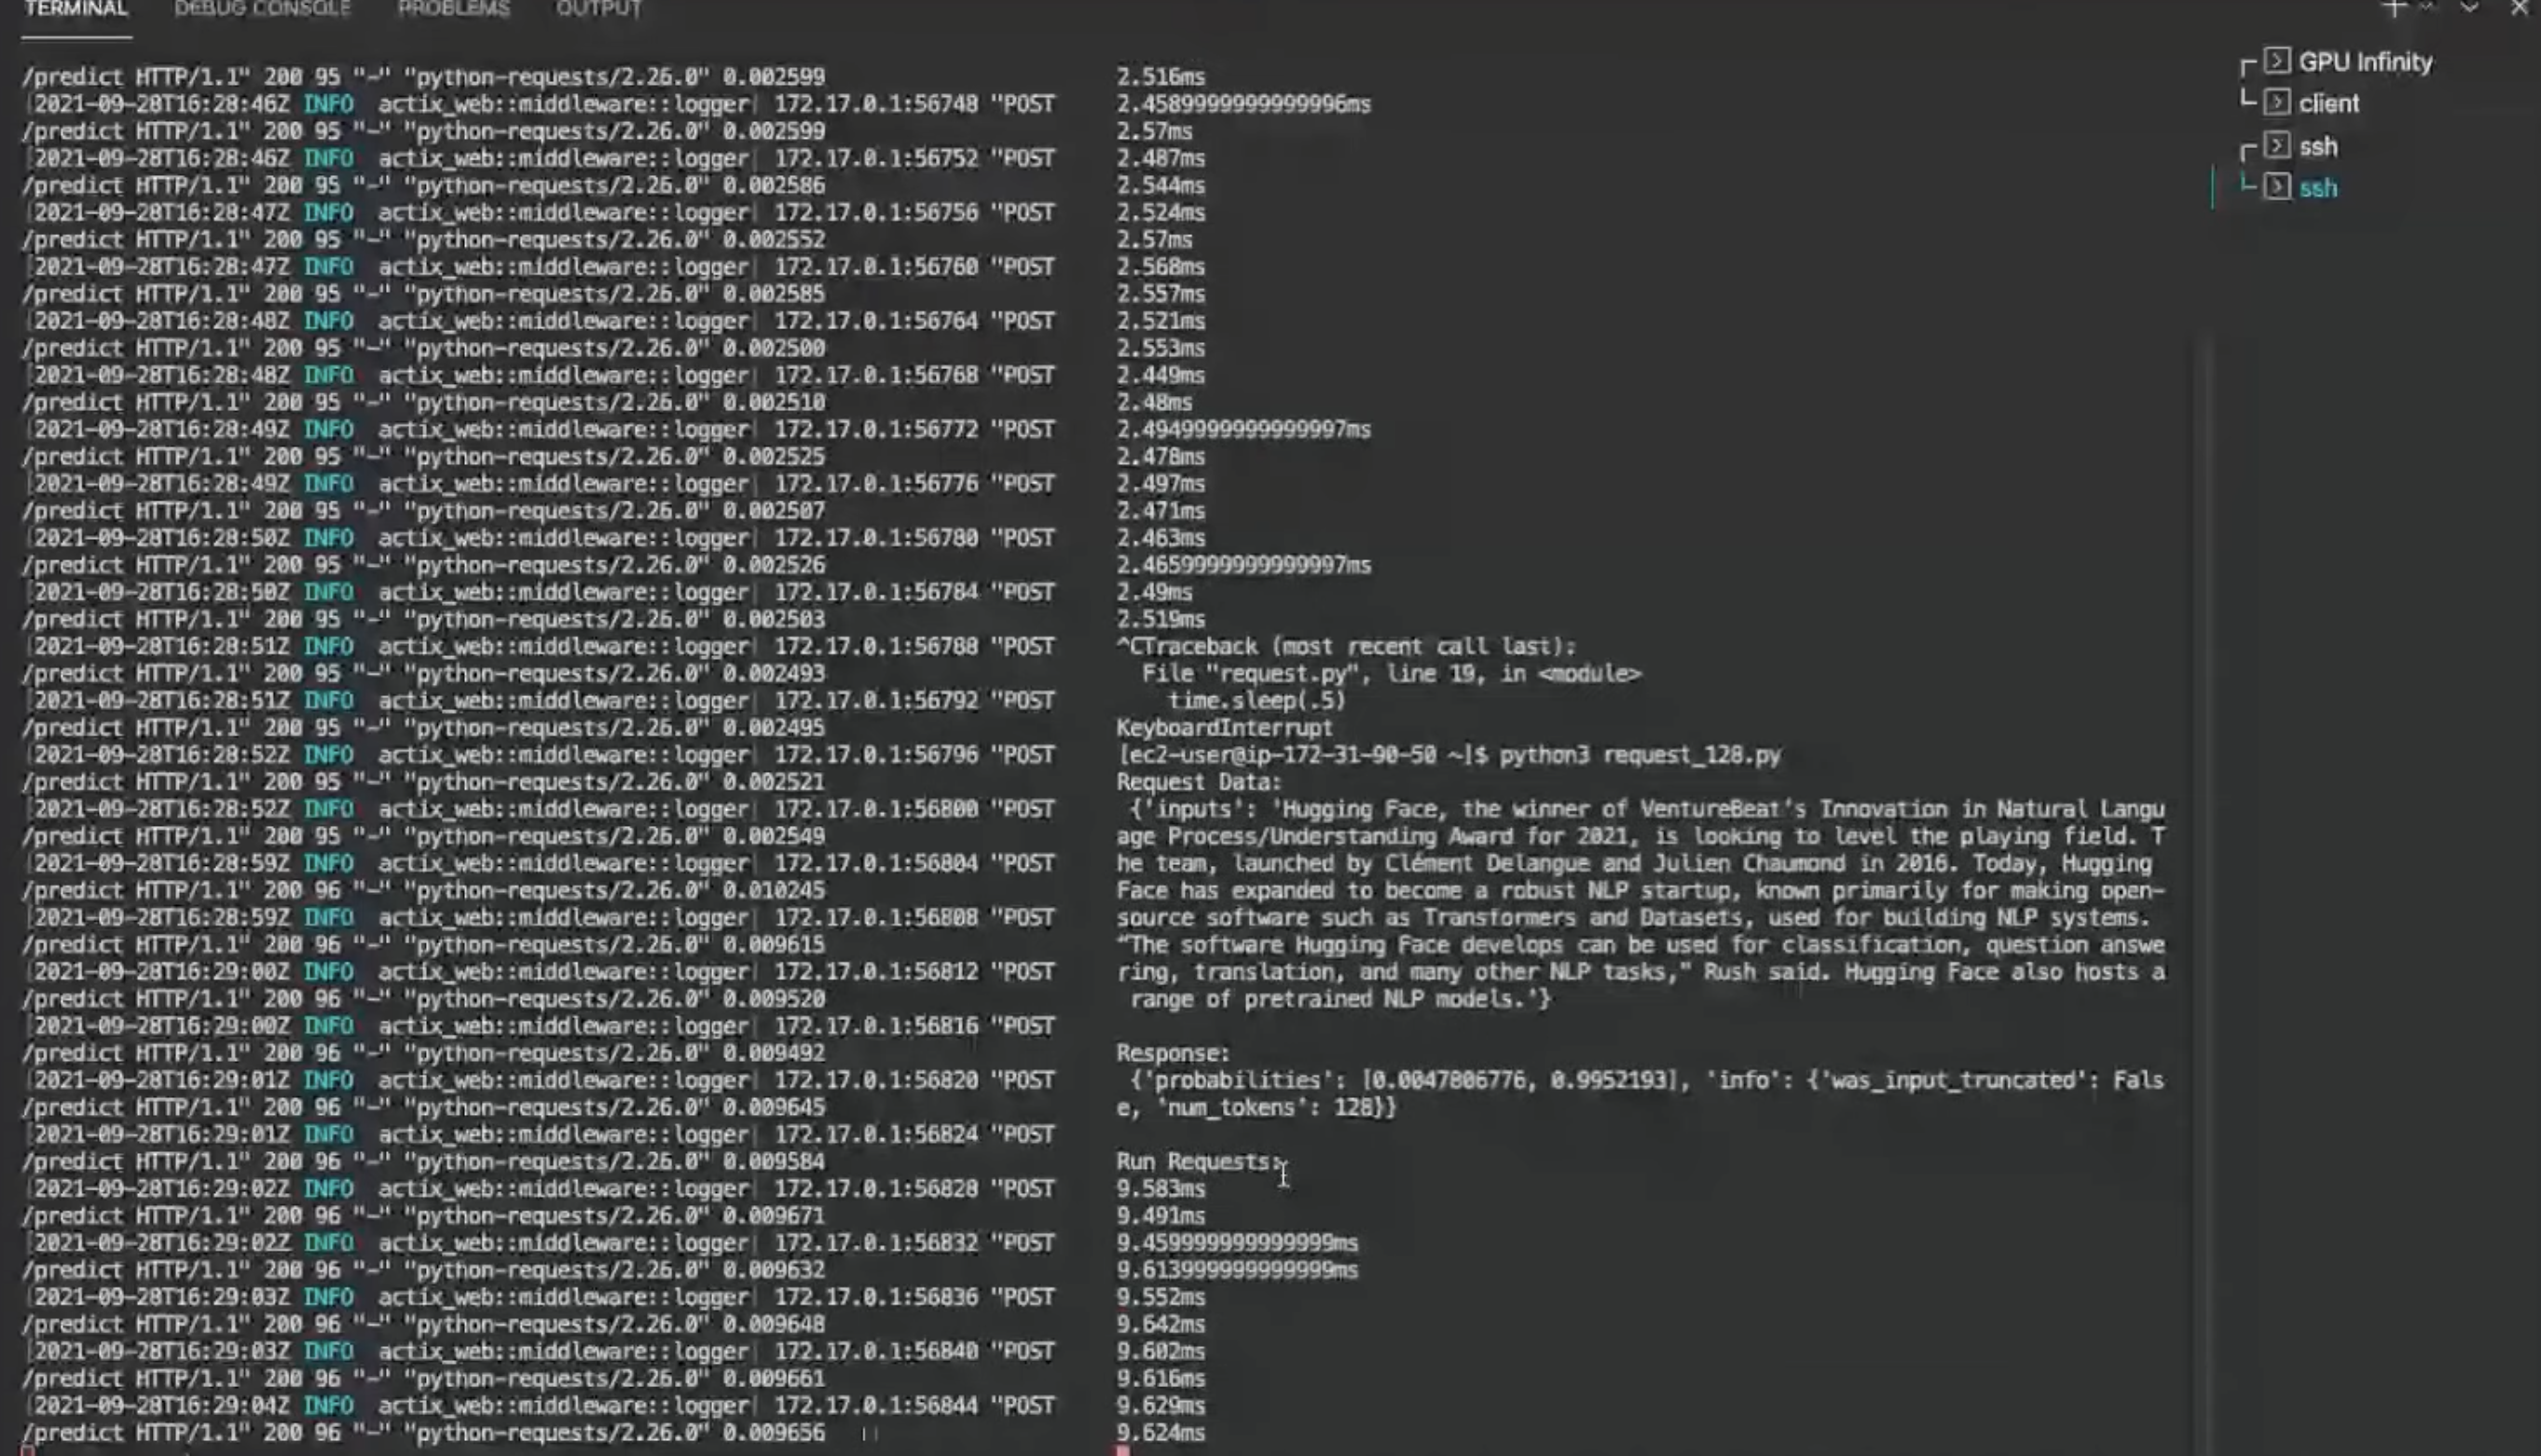 TERMINAL DEBUG CONSOLE PROBLEMS OUTPUT
/predict HTTP/1.1" 200 95 "-" "python-requests/2.26.0" 0.002599
[2021-09-28T16:28:46Z INFO  actix_web::middleware::logger] 172.17.0.1:56748 "POST
/predict HTTP/1.1" 200 95 "-" "python-requests/2.26.0" 0.002599
[2021-09-28T16:28:46Z INFO  actix_web::middleware::logger] 172.17.0.1:56752 "POST
/predict HTTP/1.1" 200 95 "-" "python-requests/2.26.0" 0.002586
[2021-09-28T16:28:47Z INFO  actix_web::middleware::logger] 172.17.0.1:56756 "POST
/predict HTTP/1.1" 200 95 "-" "python-requests/2.26.0" 0.002552
[2021-09-28T16:28:47Z INFO  actix_web::middleware::logger] 172.17.0.1:56760 "POST
/predict HTTP/1.1" 200 95 "-" "python-requests/2.26.0" 0.002585
[2021-09-28T16:28:48Z INFO  actix_web::middleware::logger] 172.17.0.1:56764 "POST
/predict HTTP/1.1" 200 95 "-" "python-requests/2.26.0" 0.002500
[2021-09-28T16:28:48Z INFO  actix_web::middleware::logger] 172.17.0.1:56768 "POST
/predict HTTP/1.1" 200 95 "-" "python-requests/2.26.0" 0.002510
[2021-09-28T16:28:49Z INFO  actix_web::middleware::logger] 172.17.0.1:56772 "POST
/predict HTTP/1.1" 200 95 "-" "python-requests/2.26.0" 0.002525
[2021-09-28T16:28:49Z INFO  actix_web::middleware::logger] 172.17.0.1:56776 "POST
/predict HTTP/1.1" 200 95 "-" "python-requests/2.26.0" 0.002507
[2021-09-28T16:28:50Z INFO  actix_web::middleware::logger] 172.17.0.1:56780 "POST
/predict HTTP/1.1" 200 95 "-" "python-requests/2.26.0" 0.002526
[2021-09-28T16:28:50Z INFO  actix_web::middleware::logger] 172.17.0.1:56784 "POST
/predict HTTP/1.1" 200 95 "-" "python-requests/2.26.0" 0.002503
[2021-09-28T16:28:51Z INFO  actix_web::middleware::logger] 172.17.0.1:56788 "POST
/predict HTTP/1.1" 200 95 "-" "python-requests/2.26.0" 0.002493
[2021-09-28T16:28:51Z INFO  actix_web::middleware::logger] 172.17.0.1:56792 "POST
/predict HTTP/1.1" 200 95 "-" "python-requests/2.26.0" 0.002495
[2021-09-28T16:28:52Z INFO  actix_web::middleware::logger] 172.17.0.1:56796 "POST
/predict HTTP/1.1" 200 95 "-" "python-requests/2.26.0" 0.002521
[2021-09-28T16:28:52Z INFO  actix_web::middleware::logger] 172.17.0.1:56800 "POST
/predict HTTP/1.1" 200 95 "-" "python-requests/2.26.0" 0.002549
[2021-09-28T16:28:59Z INFO  actix_web::middleware::logger] 172.17.0.1:56804 "POST
/predict HTTP/1.1" 200 96 "-" "python-requests/2.26.0" 0.010245
[2021-09-28T16:28:59Z INFO  actix_web::middleware::logger] 172.17.0.1:56808 "POST
/predict HTTP/1.1" 200 96 "-" "python-requests/2.26.0" 0.009615
[2021-09-28T16:29:00Z INFO  actix_web::middleware::logger] 172.17.0.1:56812 "POST
/predict HTTP/1.1" 200 96 "-" "python-requests/2.26.0" 0.009520
[2021-09-28T16:29:00Z INFO  actix_web::middleware::logger] 172.17.0.1:56816 "POST
/predict HTTP/1.1" 200 96 "-" "python-requests/2.26.0" 0.009492
[2021-09-28T16:29:01Z INFO  actix_web::middleware::logger] 172.17.0.1:56820 "POST
/predict HTTP/1.1" 200 96 "-" "python-requests/2.26.0" 0.009645
[2021-09-28T16:29:01Z INFO  actix_web::middleware::logger] 172.17.0.1:56824 "POST
/predict HTTP/1.1" 200 96 "-" "python-requests/2.26.0" 0.009584
[2021-09-28T16:29:02Z INFO  actix_web::middleware::logger] 172.17.0.1:56828 "POST
/predict HTTP/1.1" 200 96 "-" "python-requests/2.26.0" 0.009671
[2021-09-28T16:29:02Z INFO  actix_web::middleware::logger] 172.17.0.1:56832 "POST
/predict HTTP/1.1" 200 96 "-" "python-requests/2.26.0" 0.009632
[2021-09-28T16:29:03Z INFO  actix_web::middleware::logger] 172.17.0.1:56836 "POST
/predict HTTP/1.1" 200 96 "-" "python-requests/2.26.0" 0.009648
[2021-09-28T16:29:03Z INFO  actix_web::middleware::logger] 172.17.0.1:56840 "POST
/predict HTTP/1.1" 200 96 "-" "python-requests/2.26.0" 0.009661
[2021-09-28T16:29:04Z INFO  actix_web::middleware::logger] 172.17.0.1:56844 "POST
/predict HTTP/1.1" 200 96 "-" "python-requests/2.26.0" 0.009656
2.516ms
2.4589999999999996ms
2.57ms
2.487ms
2.544ms
2.524ms
2.57ms
2.568ms
2.557ms
2.521ms
2.553ms
2.449ms
2.48ms
2.4949999999999997ms
2.478ms
2.497ms
2.471ms
2.463ms
2.4659999999999997ms
2.49ms
2.519ms
^CTraceback (most recent call last):
  File "request.py", line 19, in <module>
    time.sleep(.5)
KeyboardInterrupt
[ec2-user@ip-172-31-90-50 ~]$ python3 request_128.py
Request Data:
 {'inputs': 'Hugging Face, the winner of VentureBeat's Innovation in Natural Langu
age Process/Understanding Award for 2021, is looking to level the playing field. T
he team, launched by Clément Delangue and Julien Chaumond in 2016. Today, Hugging
Face has expanded to become a robust NLP startup, known primarily for making open-
source software such as Transformers and Datasets, used for building NLP systems.
“The software Hugging Face develops can be used for classification, question answe
ring, translation, and many other NLP tasks,” Rush said. Hugging Face also hosts a
 range of pretrained NLP models.'}
Response:
 {'probabilities': [0.0047806776, 0.9952193], 'info': {'was_input_truncated': Fals
e, 'num_tokens': 128}}
Run Requests:
9.583ms
9.491ms
9.459999999999999ms
9.613999999999999ms
9.552ms
9.642ms
9.602ms
9.616ms
9.629ms
9.624ms
GPU Infinity
client
ssh
ssh